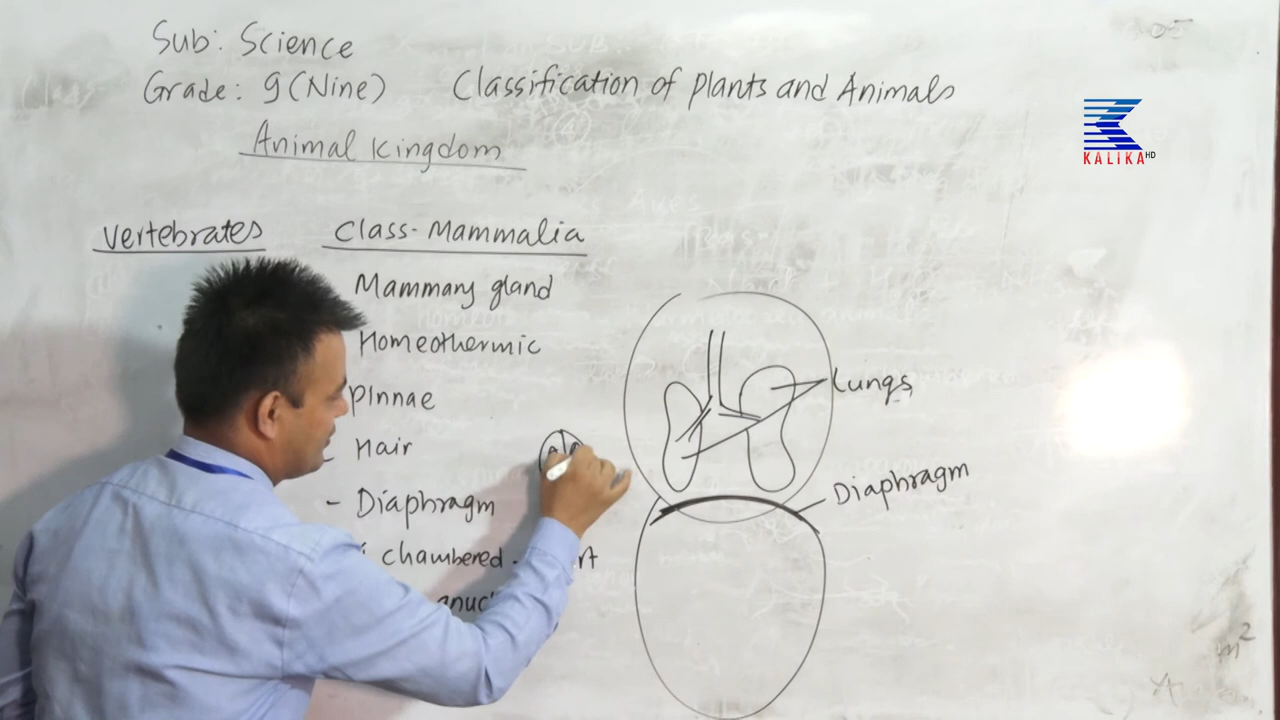 Sub: Science
Grade: 9 (Nine) Classification of Plants and Animals
Animal Kingdom
KALIKA HD
Vertebrates Class-Mammalia
Mammary gland
Homeothermic
PInnae
Lungs
- Hair
Diaphragm
- Diaphragm
chambered -
m²